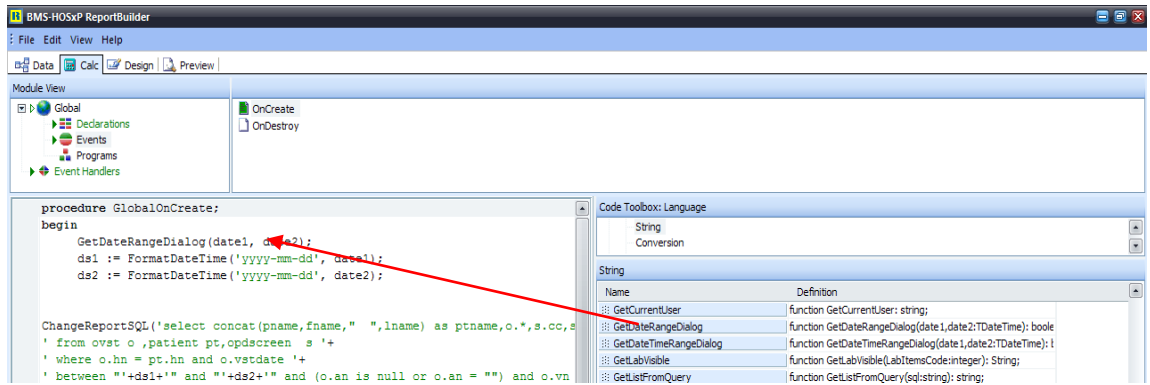 BMS-HOSxP ReportBuilder
File Edit View Help
Data Calc Design Preview
Module View
Global
Declarations
Events
Programs
Event Handlers
OnCreate
OnDestroy
procedure GlobalOnCreate;
begin
GetDateRangeDialog(date1, date2);
ds1 := FormatDateTime('yyyy-mm-dd', date1);
ds2 := FormatDateTime('yyyy-mm-dd', date2);
ChangeReportSQL('select concat(pname,fname,"  ",lname) as ptname,o.*,s.cc,s
' from ovst o ,patient pt,opdscreen  s '+
' where o.hn = pt.hn and o.vstdate '+
' between "'+ds1+'" and "'+ds2+'" and (o.an is null or o.an = "") and o.vn
Code Toolbox: Language
String
Conversion
String
Name Definition
GetCurrentUser function GetCurrentUser: string;
GetDateRangeDialog function GetDateRangeDialog(date1,date2:TDateTime): boole
GetDateTimeRangeDialog function GetDateTimeRangeDialog(date1,date2:TDateTime): t
GetLabVisible function GetLabVisible(LabItemsCode:integer): String;
GetListFromQuery function GetListFromQuery(sql:string): string;